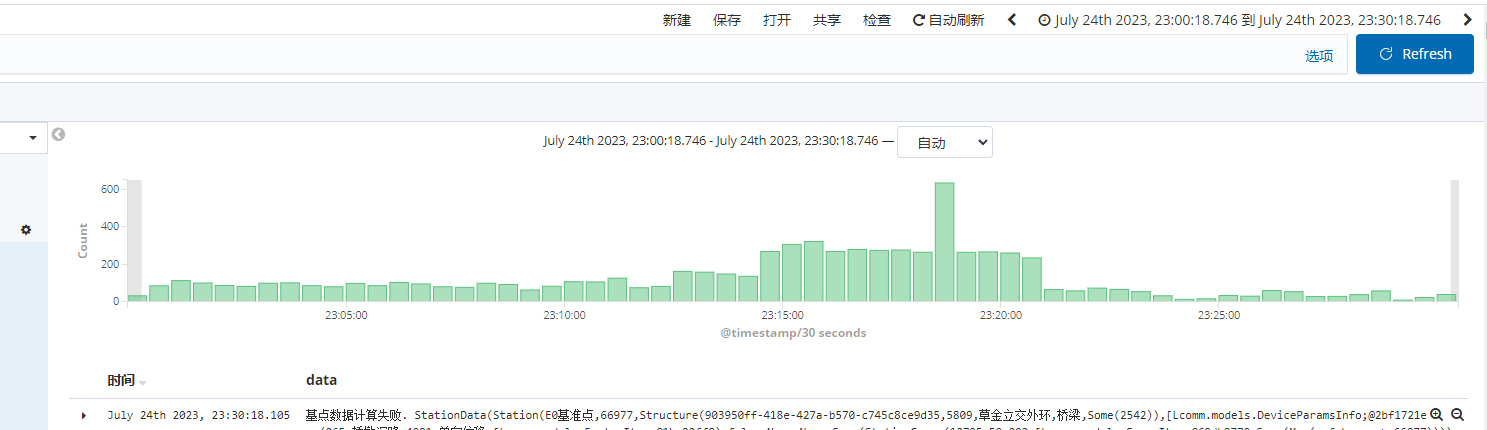 新建 保存 打开 共享 检查 自动刷新 July 24th 2023, 23:00:18.746 到 July 24th 2023, 23:30:18.746
选项 Refresh
July 24th 2023, 23:00:18.746 - July 24th 2023, 23:30:18.746 — 自动
600
400
200
0
Count
23:05:00 23:10:00 23:15:00 23:20:00 23:25:00
@timestamp/30 seconds
时间 data
July 24th 2023, 23:30:18.105 基点数据计算失败. StationData(Station(E0基准点,66977,Structure(903950ff-418e-427a-b570-c745c8ce9d35,5809,草金立交外环,桥梁,Some(2542)),[Lcomm.models.DeviceParamsInfo;@2bf1721e